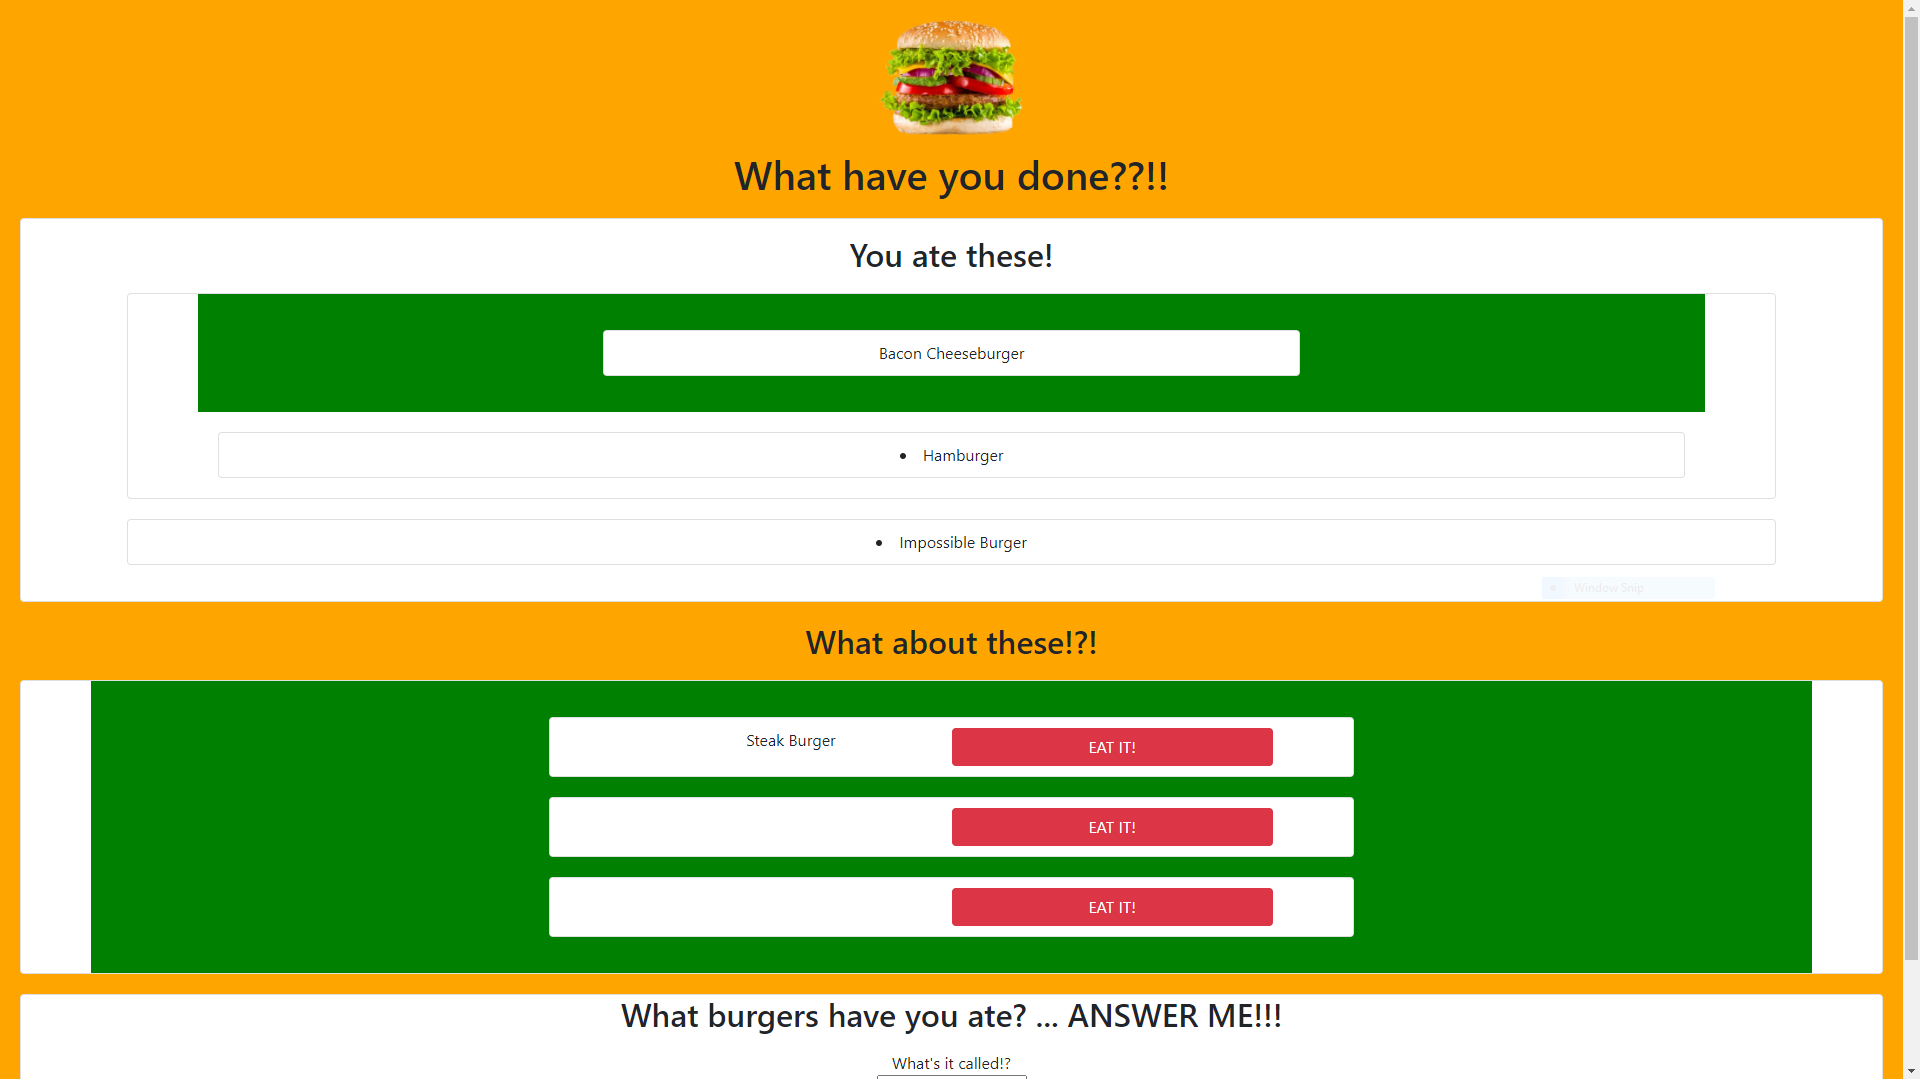 What have you done??!!
You ate these!
Bacon Cheeseburger
Hamburger
Impossible Burger
Window Snip
What about these!?!
Steak Burger
EAT IT!
EAT IT!
EAT IT!
What burgers have you ate? ... ANSWER ME!!!
What's it called!?